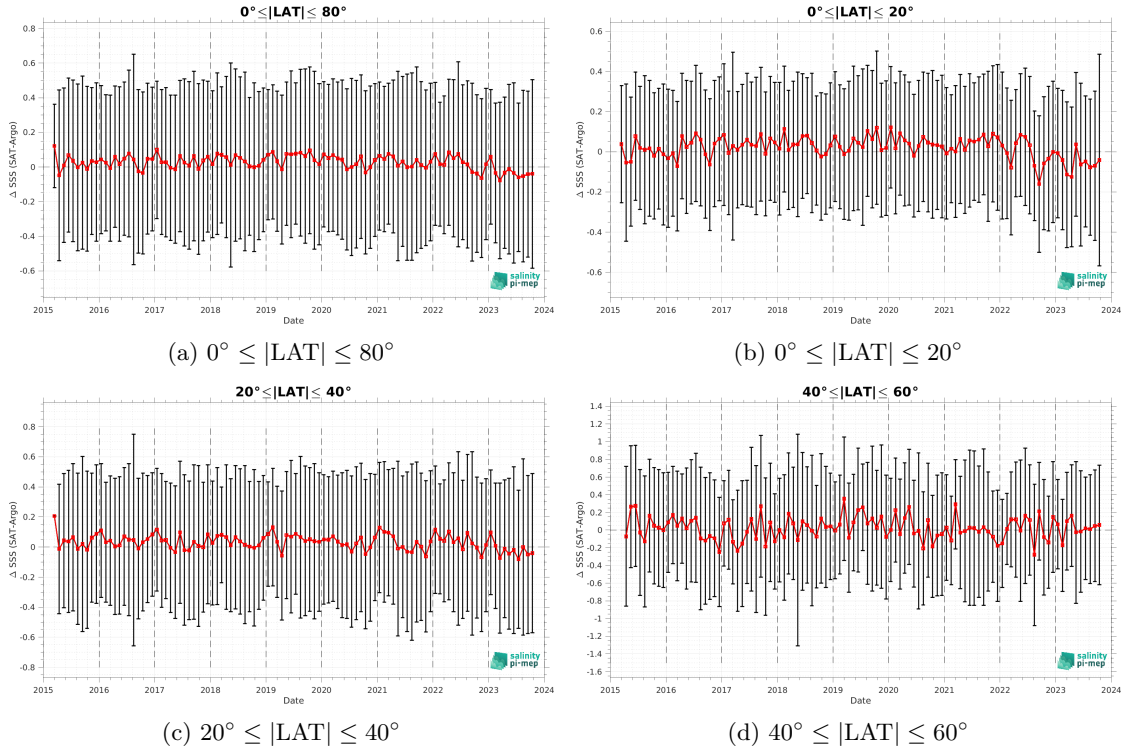 0°≤|LAT|≤ 80°
Δ SSS (SAT-Argo)
0.8
0.6
0.4
0.2
0
-0.2
-0.4
-0.6
salinity
pi-mep
2015 2016 2017 2018 2019 2020 2021 2022 2023 2024
Date
(a) 0° ≤ |LAT| ≤ 80°
0°≤|LAT|≤ 20°
Δ SSS (SAT-Argo)
0.6
0.4
0.2
0
-0.2
-0.4
-0.6
salinity
pi-mep
2015 2016 2017 2018 2019 2020 2021 2022 2023 2024
Date
(b) 0° ≤ |LAT| ≤ 20°
20°≤|LAT|≤ 40°
Δ SSS (SAT-Argo)
0.8
0.6
0.4
0.2
0
-0.2
-0.4
-0.6
-0.8
salinity
pi-mep
2015 2016 2017 2018 2019 2020 2021 2022 2023 2024
Date
(c) 20° ≤ |LAT| ≤ 40°
40°≤|LAT|≤ 60°
Δ SSS (SAT-Argo)
1.4
1.2
1
0.8
0.6
0.4
0.2
0
-0.2
-0.4
-0.6
-0.8
-1
-1.2
-1.4
-1.6
salinity
pi-mep
2015 2016 2017 2018 2019 2020 2021 2022 2023 2024
Date
(d) 40° ≤ |LAT| ≤ 60°